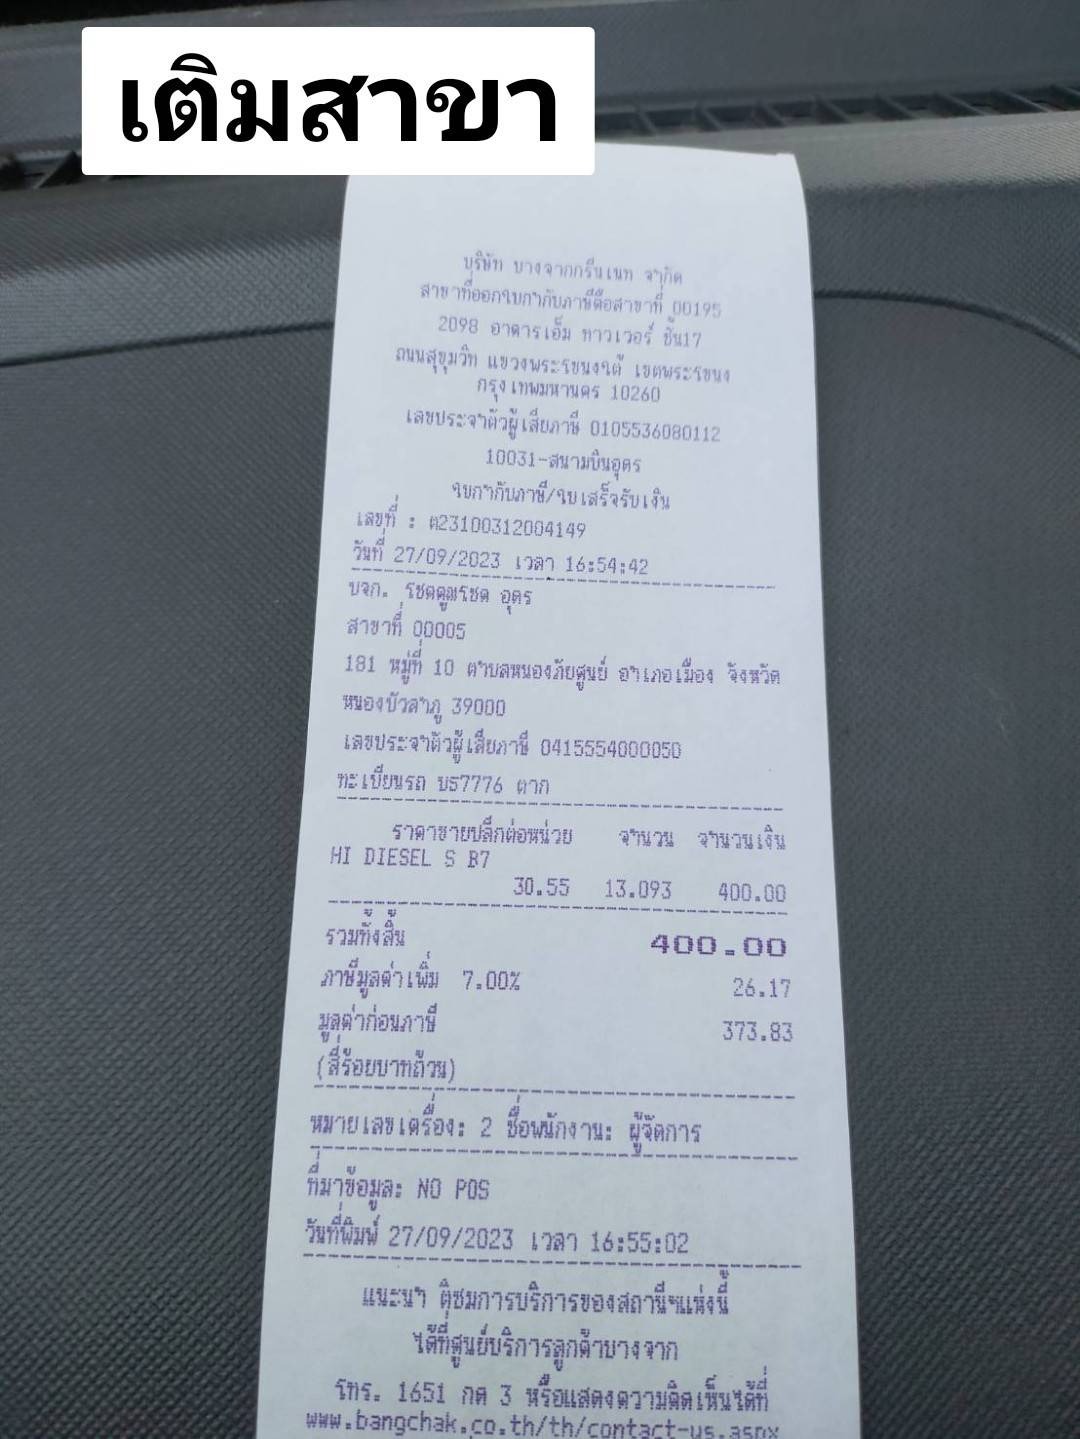 เติมสาขา
บริษัท บางจากกรีนเนท จำกัด
สาขาที่ออกใบกำกับภาษีคือสาขาที่ 00195
2098 อาคารเอ็ม ทาวเวอร์ ชั้น17
ถนนสุขุมวิท แขวงพระโขนงใต้ เขตพระโขนง
กรุงเทพมหานคร 10260
เลขประจำตัวผู้เสียภาษี 0105536080112
10031-สนามบินอุดร
ใบกำกับภาษี/ใบเสร็จรับเงิน
เลขที่ : ต23100312004149
วันที่ 27/09/2023 เวลา 16:54:42
บจก. โชคคูณโชค อุดร
สาขาที่ 00005
181 หมู่ที่ 10 ตำบลหนองภัยศูนย์ อำเภอเมือง จังหวัด
หนองบัวลำภู 39000
เลขประจำตัวผู้เสียภาษี 0415554000050
ทะเบียนรถ บธ7776 ตาก
ราคาขายปลีกต่อหน่วย จำนวน จำนวนเงิน
HI DIESEL S B7
30.55 13.093 400.00
รวมทั้งสิ้น 400.00
ภาษีมูลค่าเพิ่ม 7.00% 26.17
มูลค่าก่อนภาษี 373.83
(สี่ร้อยบาทถ้วน)
หมายเลขเครื่อง: 2 ชื่อพนักงาน: ผู้จัดการ
ที่มาข้อมูล: NO POS
วันที่พิมพ์ 27/09/2023 เวลา 16:55:02
แนะนำ ติชมการบริการของสถานีฯแห่งนี้
ได้ที่ศูนย์บริการลูกค้าบางจาก
โทร. 1651 กด 3 หรือแสดงความคิดเห็นได้ที่
www.bangchak.co.th/th/contact-us.aspx